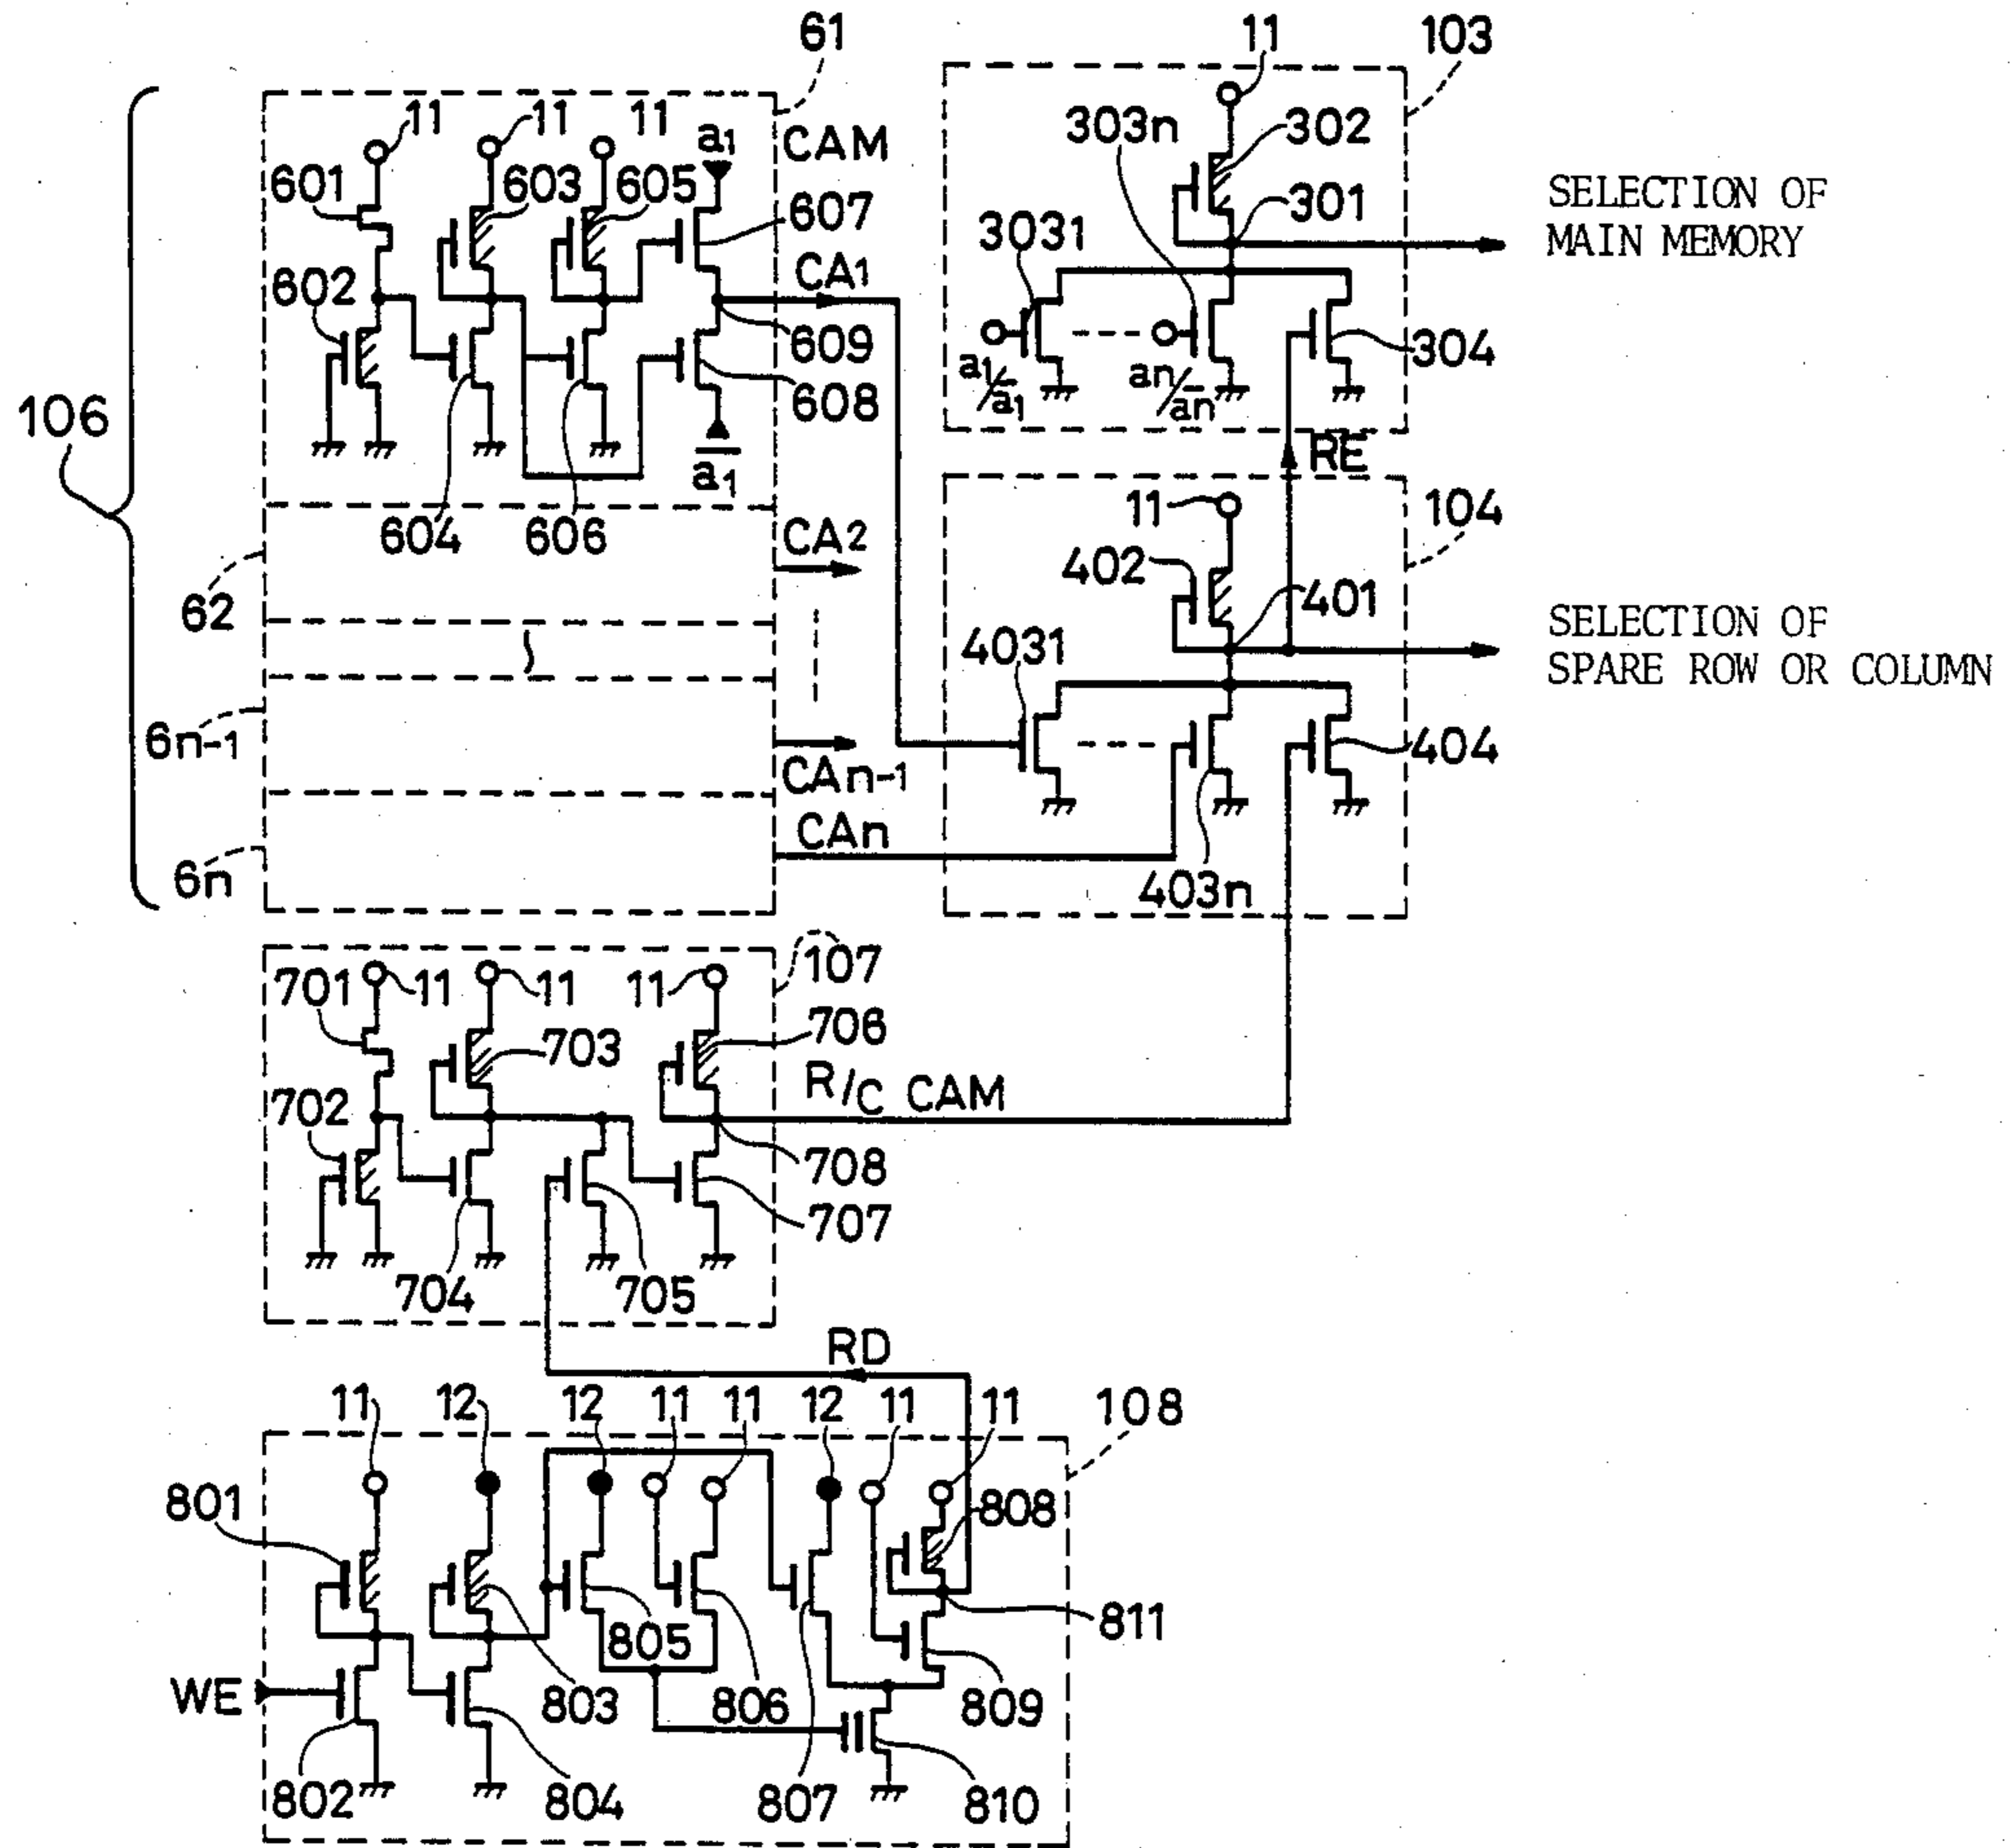 61
11
103
11 11 11 a1 CAM
303n
302
601 603 605
607
3031
301
SELECTION OF
MAIN MEMORY
602
CA1
609
304
608
a1/a1
an/an
106
a1
RE
604 606
CA2
11
104
402
401
62
SELECTION OF
SPARE ROW OR COLUMN
4031
6n-1
CAn-1
404
CAn
6n
403n
107
701 11 11 11
703
706
R/C CAM
702
708
707
704 705
RD
11 12 12 11 11 12 11 11
108
801
808
805
811
WE
803 806 809
802 804 807 810